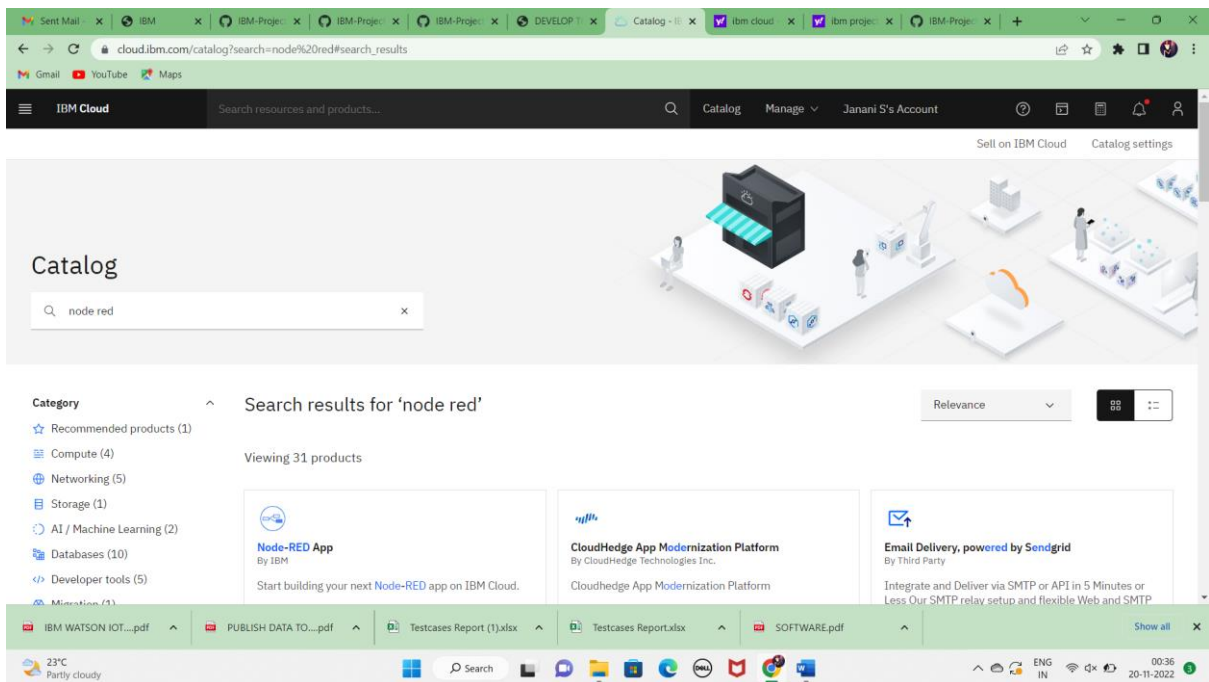 Sent Mail -
IBM
IBM-Projec
IBM-Projec
IBM-Projec
DEVELOP T
Catalog - IB
ibm cloud -
ibm projec
IBM-Projec
cloud.ibm.com/catalog?search=node%20red#search_results
Gmail YouTube Maps
IBM Cloud Search resources and products... Catalog Manage Janani S's Account
Sell on IBM Cloud Catalog settings
Catalog
node red
Category
Recommended products (1)
Compute (4)
Networking (5)
Storage (1)
AI / Machine Learning (2)
Databases (10)
Developer tools (5)
Migration (1)
Search results for ‘node red’
Relevance
Viewing 31 products
Node-RED App
By IBM
Start building your next Node-RED app on IBM Cloud.
CloudHedge App Modernization Platform
By CloudHedge Technologies Inc.
Cloudhedge App Modernization Platform
Email Delivery, powered by Sendgrid
By Third Party
Integrate and Deliver via SMTP or API in 5 Minutes or
Less Our SMTP relay setup and flexible Web and SMTP
IBM WATSON IOT....pdf
PUBLISH DATA TO....pdf
Testcases Report (1).xlsx
Testcases Report.xlsx
SOFTWARE.pdf
Show all
23°C
Partly cloudy
Search
DELL
ENG
IN
00:36
20-11-2022
3